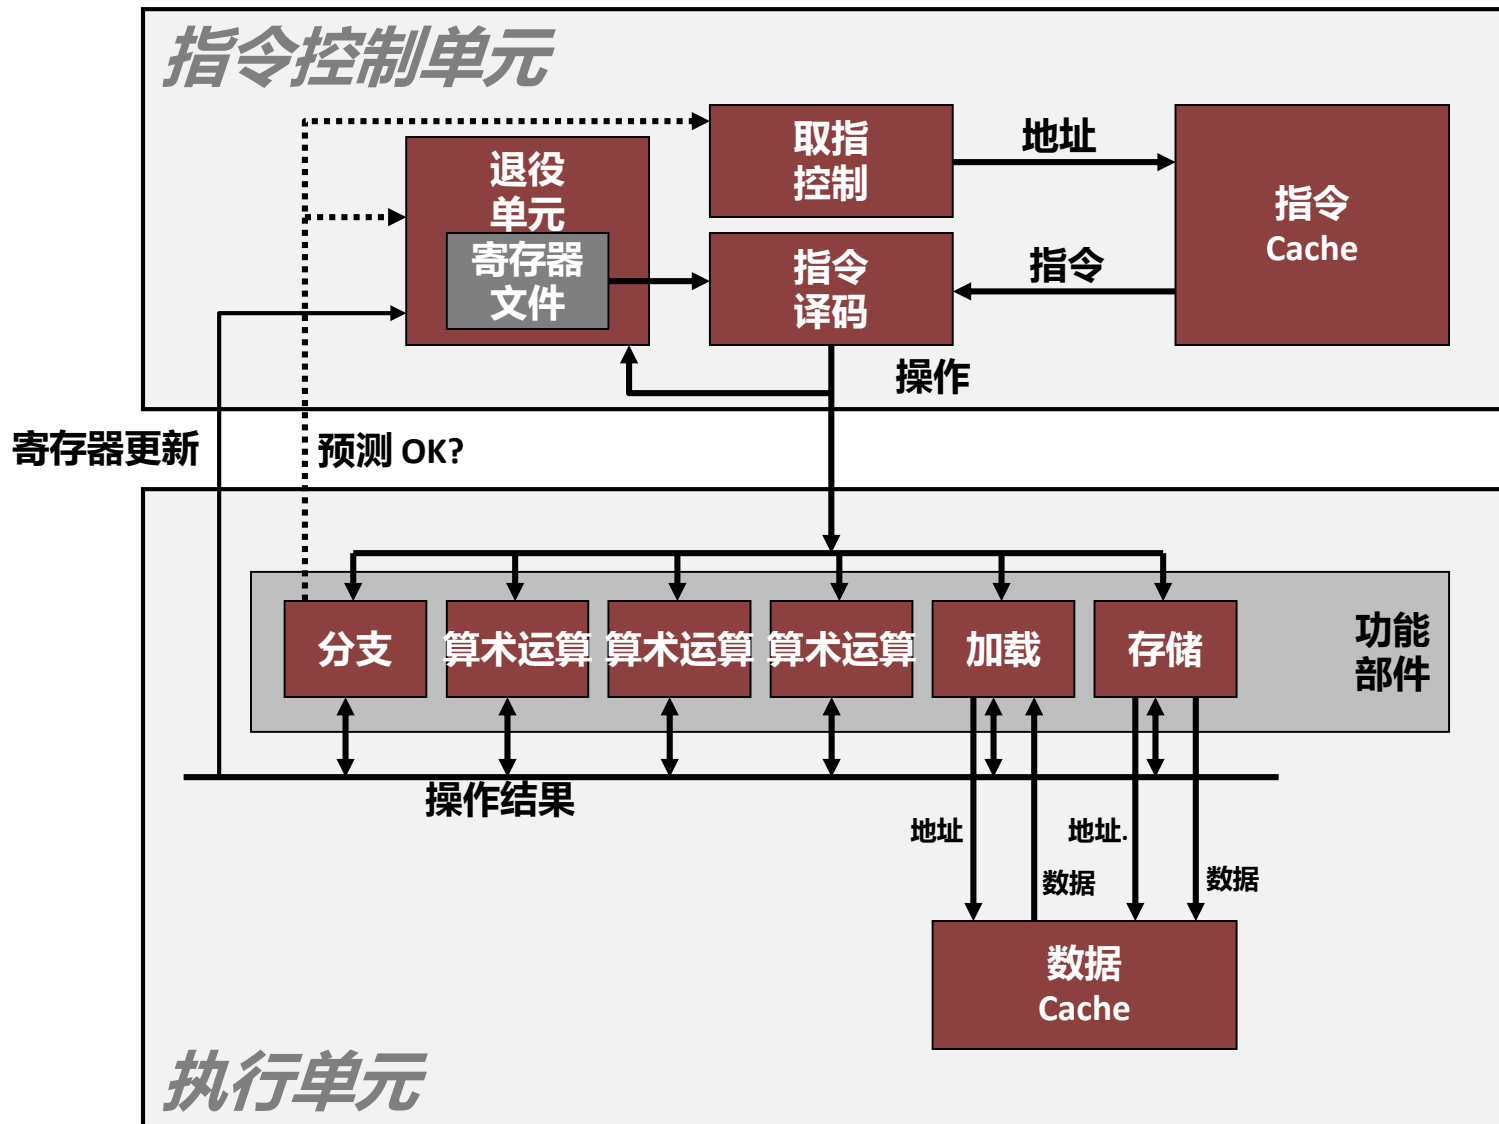 指令控制单元
取指
控制
地址
指令
Cache
退役
单元
寄存器
文件
指令
译码
指令
操作
寄存器更新
预测 OK?
分支
算术运算
算术运算
算术运算
加载
存储
功能
部件
操作结果
地址
地址.
数据
数据
数据
Cache
执行单元